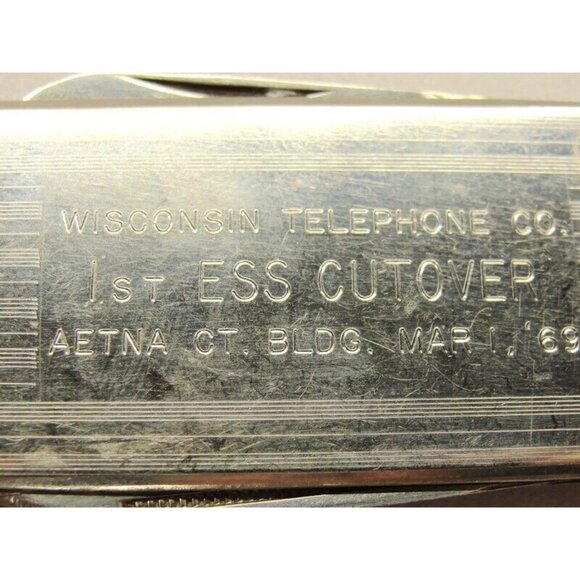 WISCONSIN TELEPHONE CO.
1ST ESS CUTOVER
AETNA CT. BLDG. MAR 1, '69